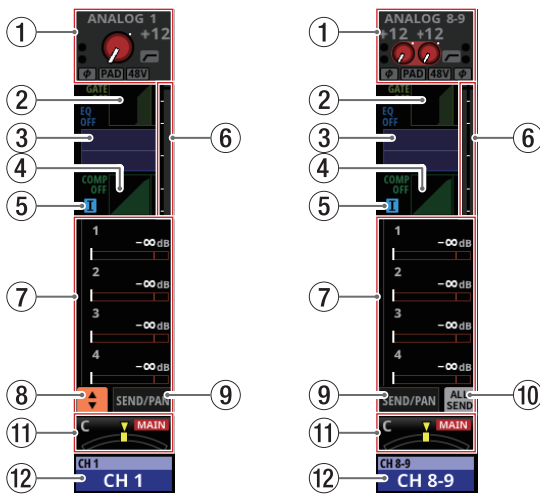 ANALOG 1
+12
φ PAD 48V
GATE
OFF
EQ
OFF
COMP
OFF
I
1
-∞dB
2
-∞dB
3
-∞dB
4
-∞dB
SEND/PAN
C MAIN
CH 1
CH 1
① ② ③ ④ ⑤ ⑥ ⑦ ⑧ ⑨ ⑪ ⑫
ANALOG 8-9
+12 +12
φ PAD 48V φ
GATE
OFF
EQ
OFF
COMP
OFF
I
1
-∞dB
2
-∞dB
3
-∞dB
4
-∞dB
SEND/PAN
ALL
SEND
C MAIN
CH 8-9
CH 8-9
① ② ③ ④ ⑤ ⑥ ⑦ ⑨ ⑩ ⑪ ⑫